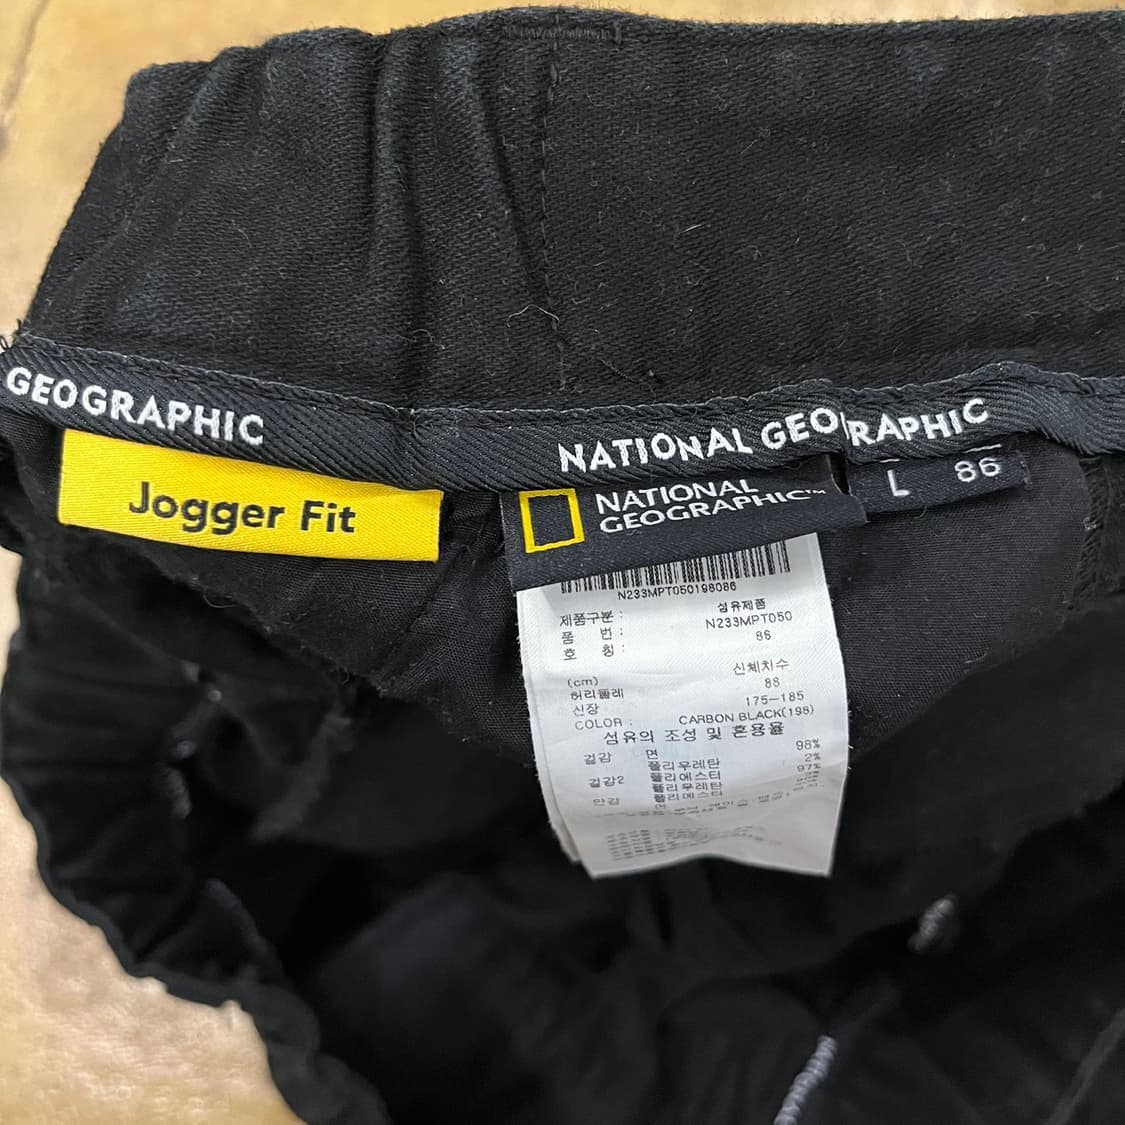 GEOGRAPHIC
NATIONAL GEO
RAPHIC
Jogger Fit
NATIONAL
GEOGRAPHIC™
L 86
N233MPT050198086
제품구분 : 섬유제품
품 번 : N233MPT050
호 칭 : 86
(cm) 신체치수
허리둘레 88
신장 175-185
COLOR : CARBON BLACK(198)
섬유의 조성 및 혼용율
겉감 면 98%
폴리우레탄 2%
겉감2 폴리에스터 97%
폴리우레탄
안감 폴리에스터